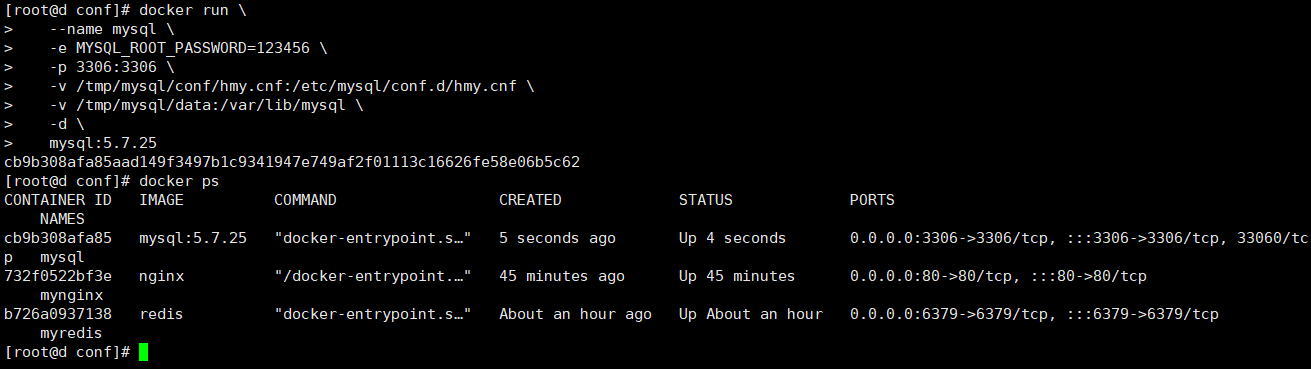 [root@d conf]# docker run \
>    --name mysql \
>    -e MYSQL_ROOT_PASSWORD=123456 \
>    -p 3306:3306 \
>    -v /tmp/mysql/conf/hmy.cnf:/etc/mysql/conf.d/hmy.cnf \
>    -v /tmp/mysql/data:/var/lib/mysql \
>    -d \
>    mysql:5.7.25
cb9b308afa85aad149f3497b1c9341947e749af2f01113c16626fe58e06b5c62
[root@d conf]# docker ps
CONTAINER ID   IMAGE          COMMAND                  CREATED             STATUS             PORTS
    NAMES
cb9b308afa85   mysql:5.7.25   "docker-entrypoint.s…"   5 seconds ago       Up 4 seconds       0.0.0.0:3306->3306/tcp, :::3306->3306/tcp, 33060/tc
p   mysql
732f0522bf3e   nginx          "/docker-entrypoint.…"   45 minutes ago      Up 45 minutes      0.0.0.0:80->80/tcp, :::80->80/tcp
    mynginx
b726a0937138   redis          "docker-entrypoint.s…"   About an hour ago   Up About an hour   0.0.0.0:6379->6379/tcp, :::6379->6379/tcp
    myredis
[root@d conf]#